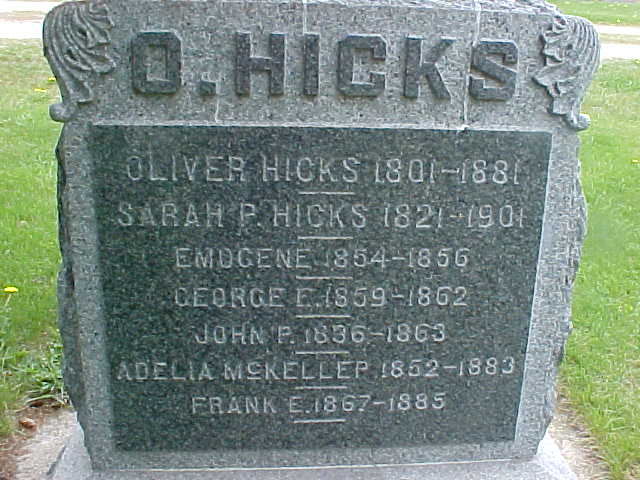 O. HICKS
OLIVER HICKS 1801-1881
SARAH P. HICKS 1821-1901
EMOGENE 1854-1856
GEORGE E. 1859-1862
JOHN P. 1836-1863
ADELIA McKELLEP 1852-1883
FRANK E. 1867-1885